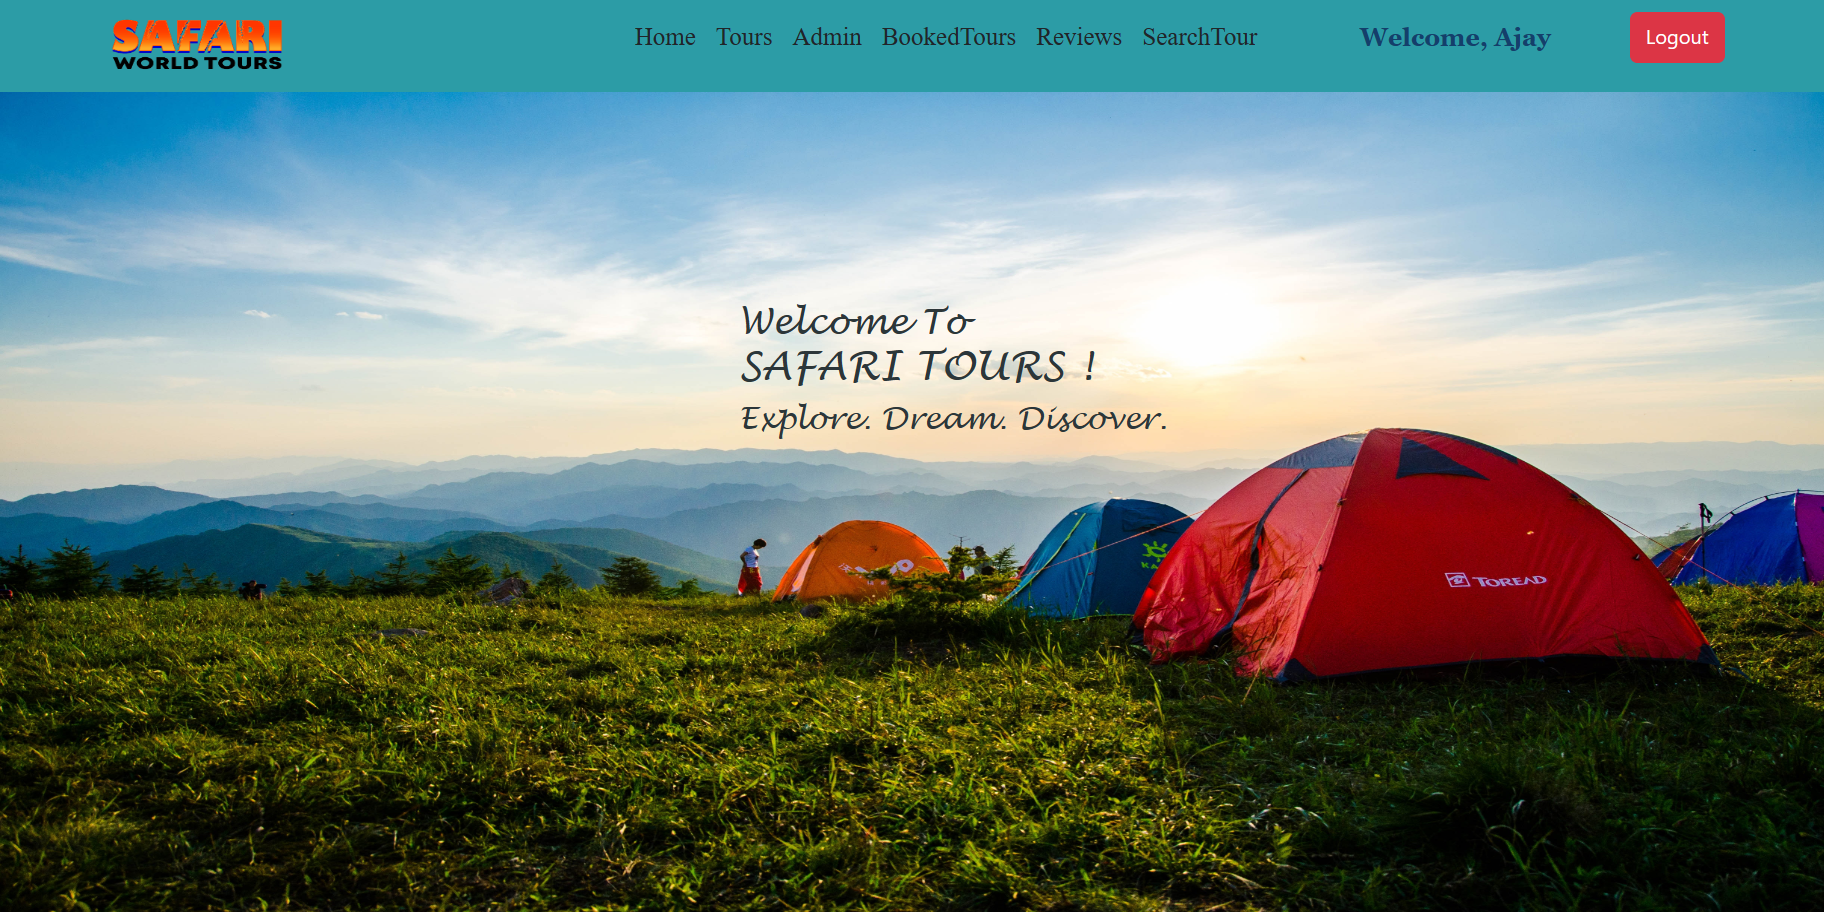 SAFARI
WORLD TOURS
Home Tours Admin BookedTours Reviews SearchTour
Welcome, Ajay
Logout
Welcome To
SAFARI TOURS !
Explore. Dream. Discover.
TOREAD